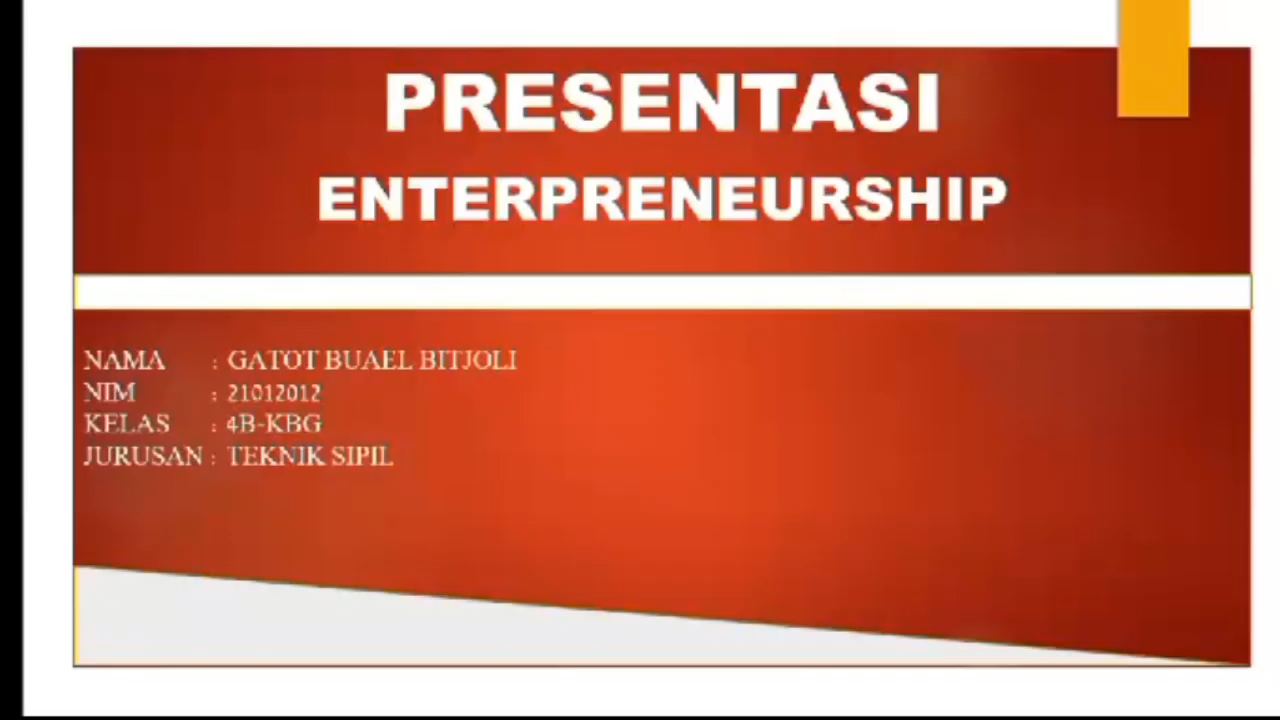 PRESENTASI
ENTERPRENEURSHIP
NAMA : GATOT BUAEL BITJOLI
NIM : 21012012
KELAS : 4B-KBG
JURUSAN : TEKNIK SIPIL